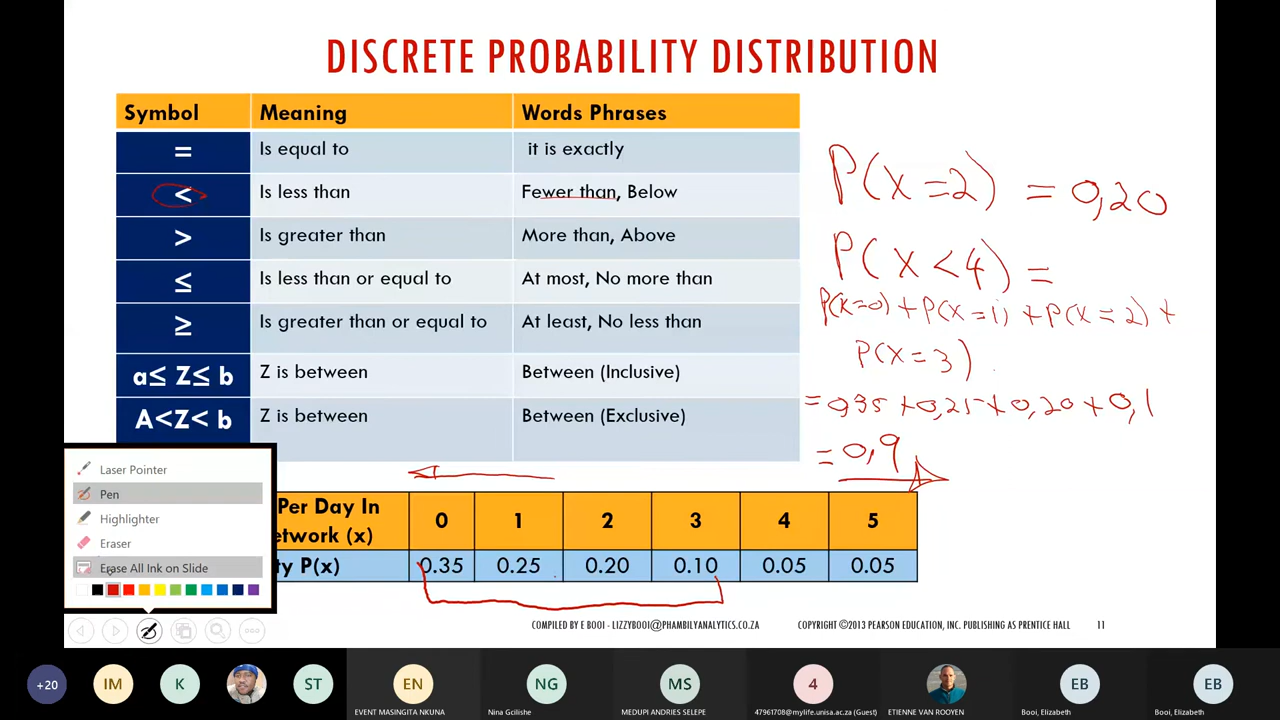 DISCRETE PROBABILITY DISTRIBUTION
Symbol Meaning Words Phrases
= Is equal to it is exactly
< Is less than Fewer than, Below
> Is greater than More than, Above
≤ Is less than or equal to At most, No more than
≥ Is greater than or equal to At least, No less than
a≤ Z≤ b Z is between Between (Inclusive)
A<Z< b Z is between Between (Exclusive)
P(X=2) = 0,20
P(X<4) =
P(X=0) + P(X=1) + P(X=2) +
P(X=3)
= 0,35 + 0,25 + 0,20 + 0,1
= 0,9
Laser Pointer
Pen
Highlighter
Eraser
Erase All Ink on Slide
Per Day In
etwork (x) 0 1 2 3 4 5
ty P(x) 0.35 0.25 0.20 0.10 0.05 0.05
COMPILED BY E BOOI - LIZZYBOOI@PHAMBILYANALYTICS.CO.ZA COPYRIGHT ©2013 PEARSON EDUCATION, INC. PUBLISHING AS PRENTICE HALL 11
+20 IM K ST EN NG MS 4 EB EB
EVENT MASINGITA NKUNA Nina Gcilishe MEDUPI ANDRIES SELEPE 47961708@mylife.unisa.ac.za (Guest) ETIENNE VAN ROOYEN Booi, Elizabeth Booi, Elizabeth